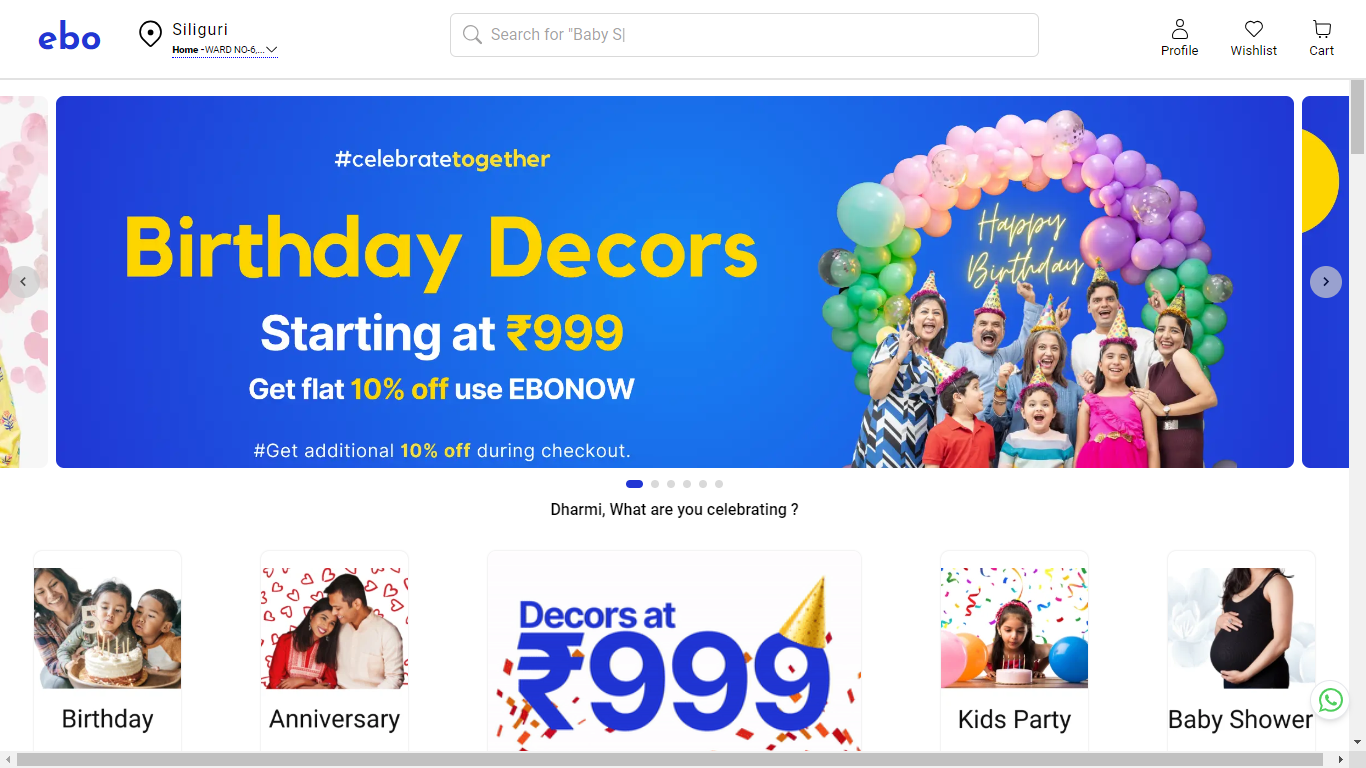 ebo
Siliguri
Home - WARD NO-6,...
Search for "Baby S|
Profile
Wishlist
Cart
#celebratetogether
Birthday Decors
Starting at ₹999
Get flat 10% off use EBONOW
#Get additional 10% off during checkout.
Happy
Birthday
Dharmi, What are you celebrating ?
5
Birthday
Anniversary
Decors at
₹999
Kids Party
Baby Shower